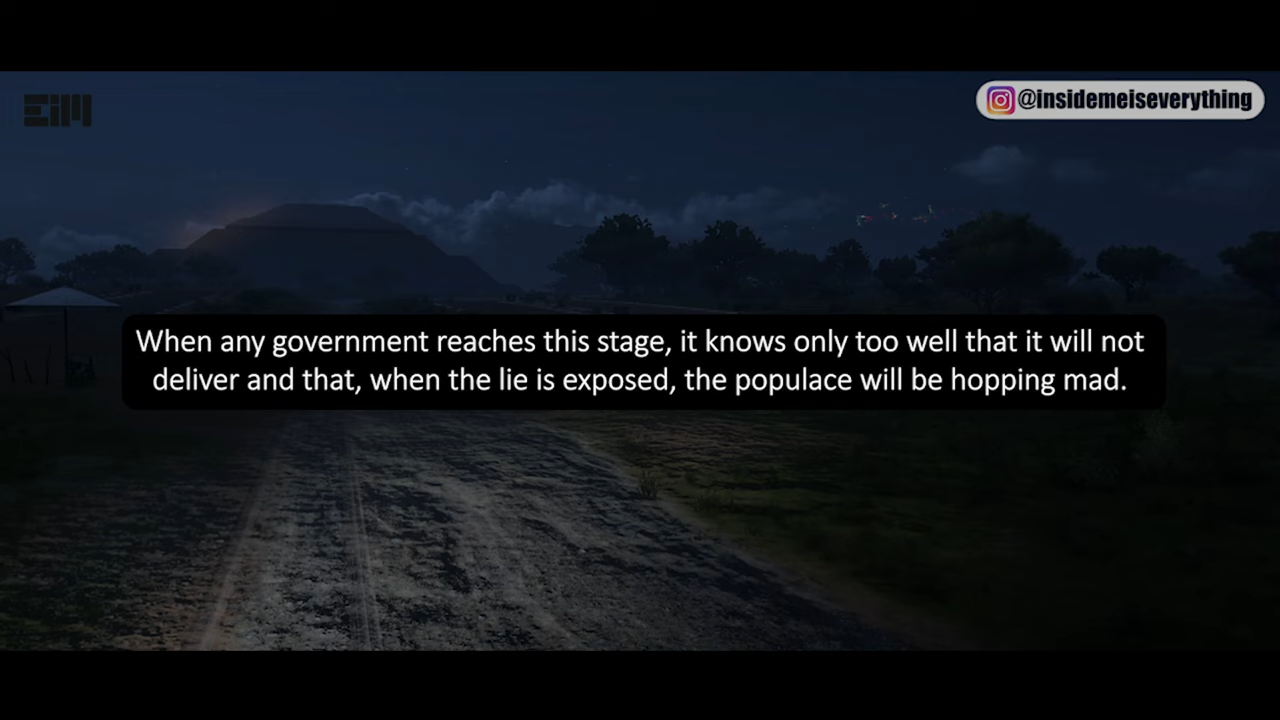 EiM
@insidemeiseverything
When any government reaches this stage, it knows only too well that it will not
deliver and that, when the lie is exposed, the populace will be hopping mad.